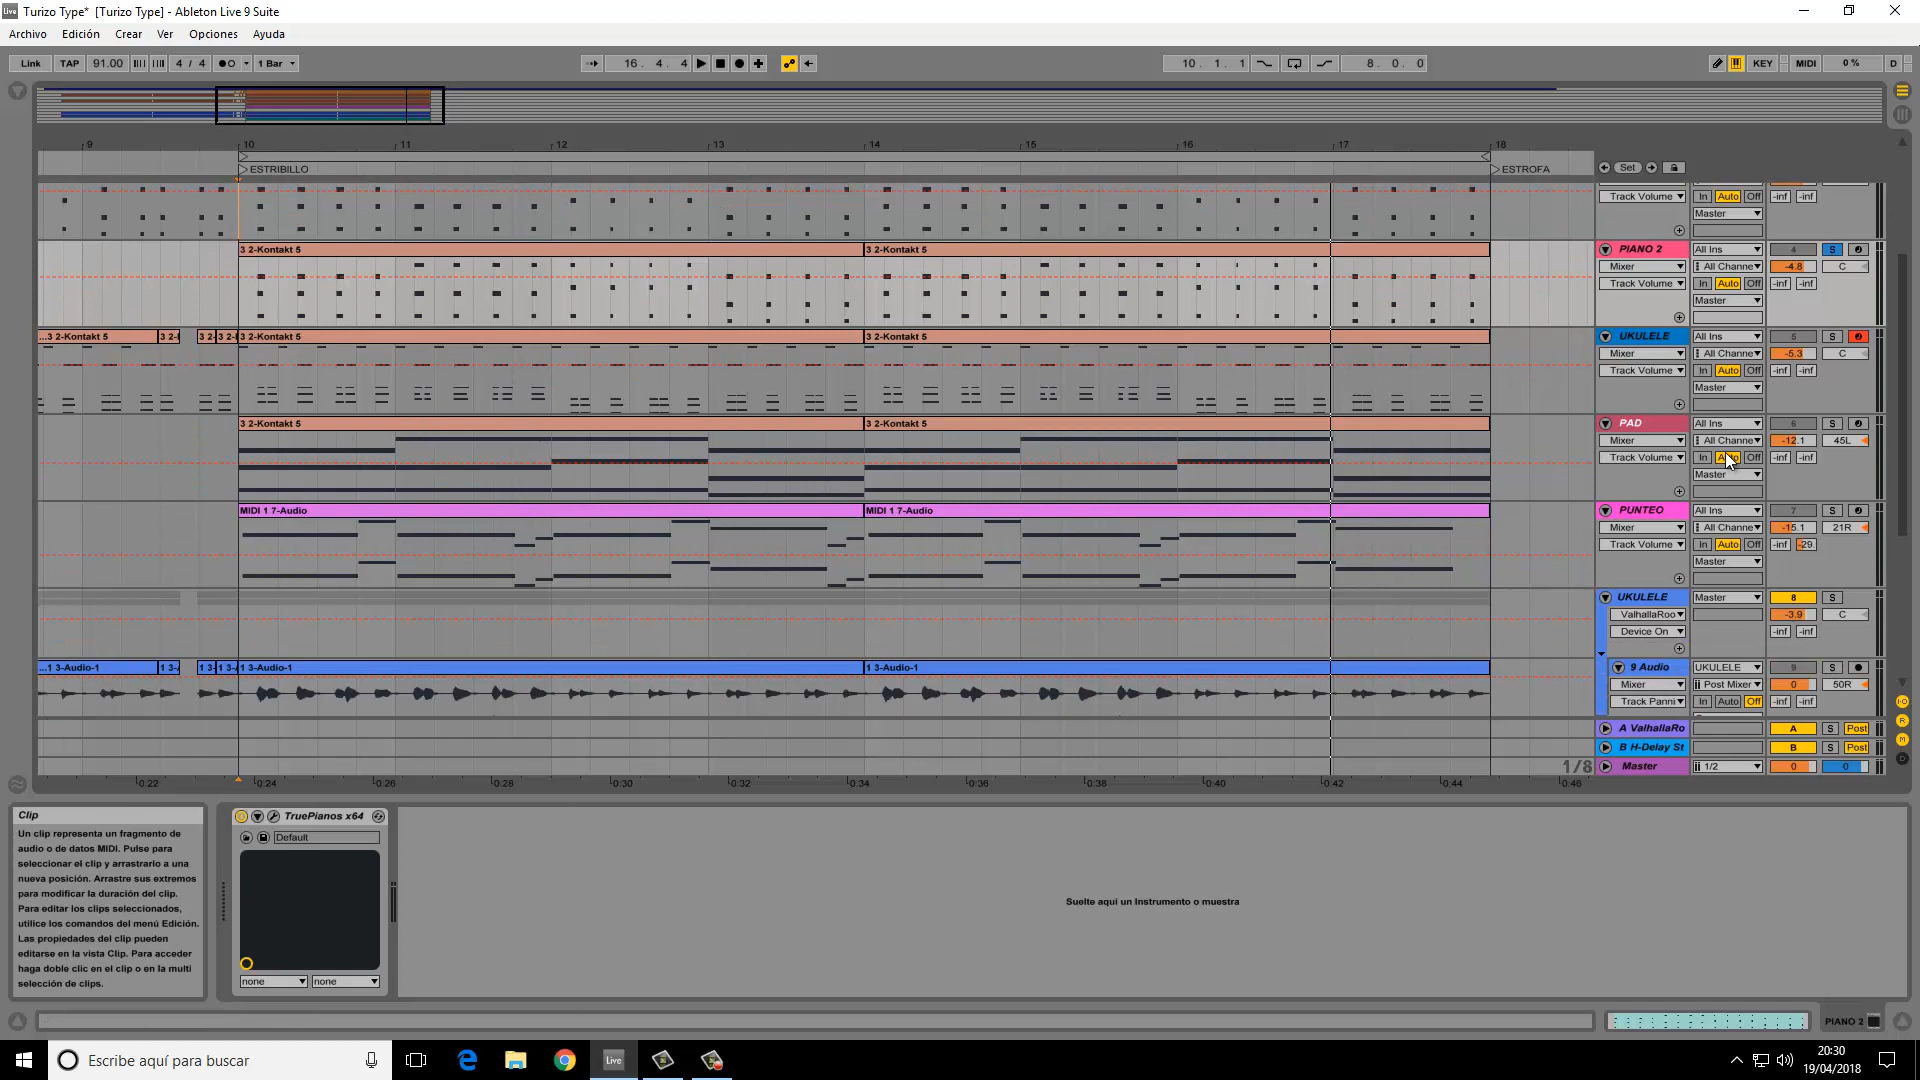 Live Turizo Type* [Turizo Type] - Ableton Live 9 Suite
Archivo Edición Crear Ver Opciones Ayuda
Link TAP 91.00 4 / 4 1 Bar 16. 4. 4 10. 1. 1 8. 0. 0 KEY MIDI 0 % D
9 10 11 12 13 14 15 16 17 18
ESTRIBILLO ESTROFA Set
Track Volume In Auto Off -inf -inf
Master
3 2-Kontakt 5 3 2-Kontakt 5 PIANO 2 All Ins 4 S
Mixer All Channe -4.8 C
Track Volume In Auto Off -inf -inf
Master
...3 2-Kontakt 5 3 2-I 3 2- 3 2-I 3 2-Kontakt 5 3 2-Kontakt 5 UKULELE All Ins 5 S
Mixer All Channe -5.3 C
Track Volume In Auto Off -inf -inf
Master
3 2-Kontakt 5 3 2-Kontakt 5 PAD All Ins 6 S
Mixer All Channe -12.1 45L
Track Volume In Off -inf -inf
Master
MIDI 1 7-Audio MIDI 1 7-Audio PUNTEO All Ins 7 S
Mixer All Channe -15.1 21R
Track Volume In Auto Off -inf -29.
Master
UKULELE Master 8 S
ValhallaRoo -3.9 C
Device On -inf -inf
...1 3-Audio-1 1 3- 1 3- 1 3- 1 3-Audio-1 1 3-Audio-1 9 Audio UKULELE 9 S
Mixer Post Mixer 0 50R
Track Panni In Auto Off -inf -inf
A ValhallaRo A S Post
B H-Delay St B S Post
1/8 Master 1/2 0 0
0:22 0:24 0:26 0:28 0:30 0:32 0:34 0:36 0:38 0:40 0:42 0:44 0:46
Clip
Un clip representa un fragmento de
audio o de datos MIDI. Pulse para
seleccionar el clip y arrastrarlo a una
nueva posición. Arrastre sus extremos
para modificar la duración del clip.
Para editar los clips seleccionados,
utilice los comandos del menú Edición.
Las propiedades del clip pueden
editarse en la vista Clip. Para acceder
haga doble clic en el clip o en la multi
selección de clips.
TruePianos x64
Default
none none
Suelte aquí un Instrumento o muestra
PIANO 2
Escribe aquí para buscar
Live
20:30
19/04/2018